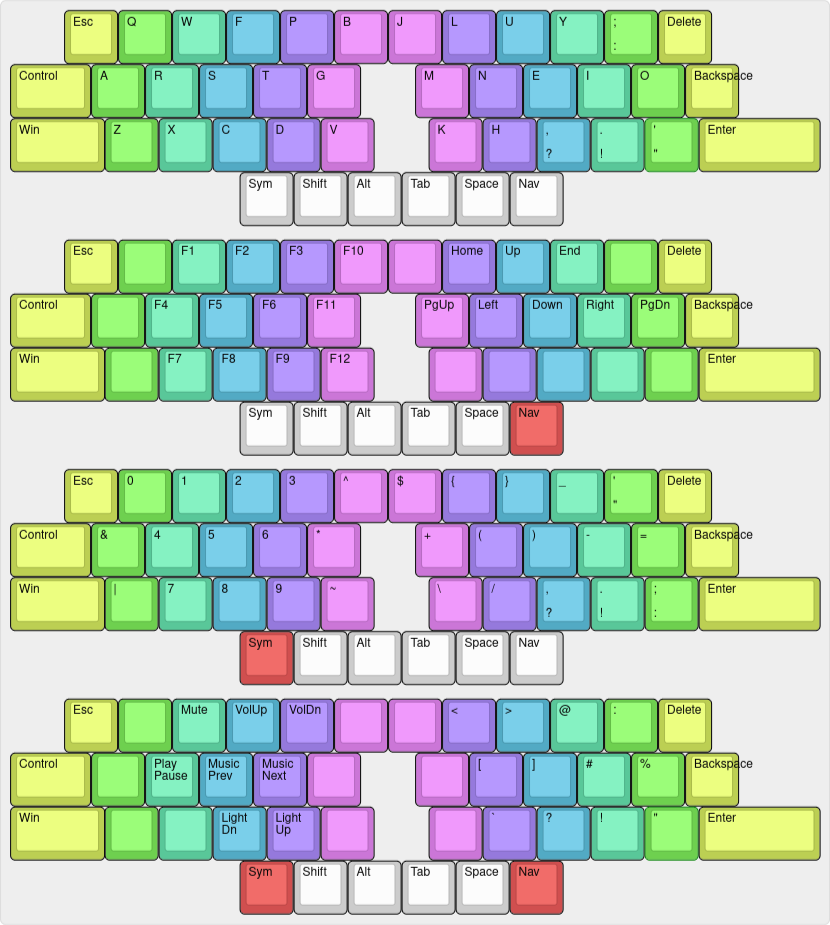 Esc Q W F P B J L U Y ; Delete
:
Control A R S T G M N E I O Backspace
Win Z X C D V K H , . ' Enter
? ! "
Sym Shift Alt Tab Space Nav
Esc F1 F2 F3 F10 Home Up End Delete
Control F4 F5 F6 F11 PgUp Left Down Right PgDn Backspace
Win F7 F8 F9 F12 Enter
Sym Shift Alt Tab Space Nav
Esc 0 1 2 3 ^ $ { } _ ' Delete
"
Control & 4 5 6 * + ( ) - = Backspace
Win | 7 8 9 ~ \ / , . ; Enter
? ! :
Sym Shift Alt Tab Space Nav
Esc Mute VolUp VolDn < > @ : Delete
Control Play Music Music [ ] # % Backspace
Pause Prev Next
Win Light Light ` ? ! " Enter
Dn Up
Sym Shift Alt Tab Space Nav